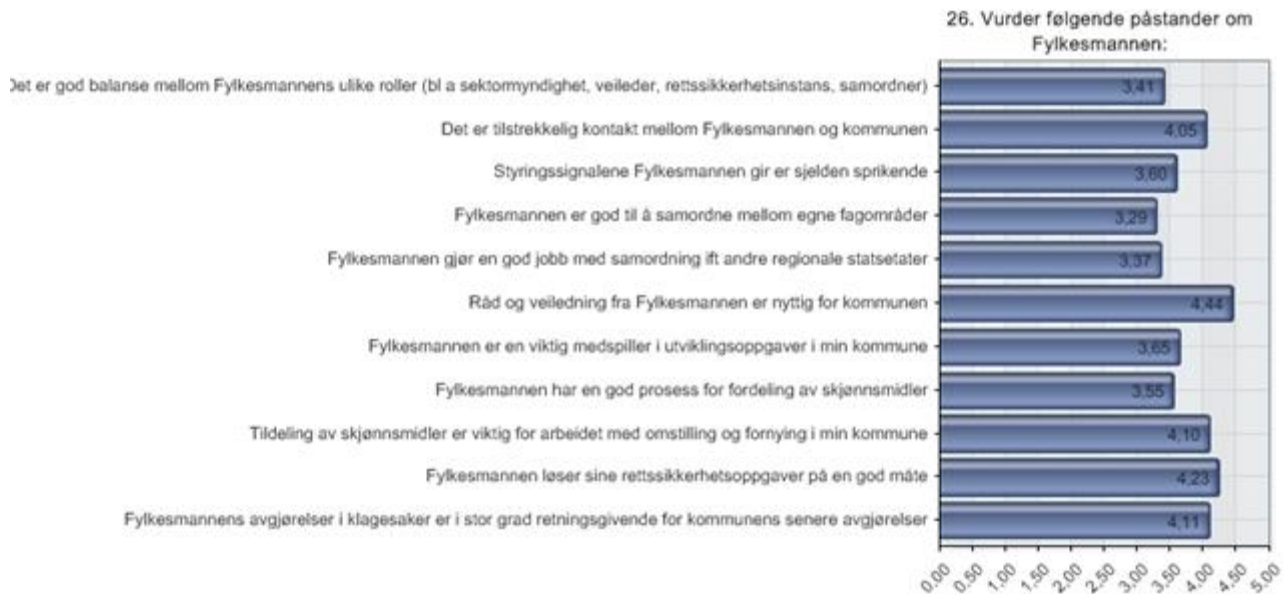 26. Vurder følgende påstander om
Fylkesmannen:
Det er god balanse mellom Fylkesmannens ulike roller (bl a sektormyndighet, veileder, rettssikkerhetsinstans, samordner)
3,41
Det er tilstrekkelig kontakt mellom Fylkesmannen og kommunen
4,05
Styringssignalene Fylkesmannen gir er sjelden sprikende
3,60
Fylkesmannen er god til å samordne mellom egne fagområder
3,29
Fylkesmannen gjør en god jobb med samordning ift andre regionale statsetater
3,37
Råd og veiledning fra Fylkesmannen er nyttig for kommunen
4,44
Fylkesmannen er en viktig medspiller i utviklingsoppgaver i min kommune
3,65
Fylkesmannen har en god prosess for fordeling av skjønnsmidler
3,55
Tildeling av skjønnsmidler er viktig for arbeidet med omstilling og fornying i min kommune
4,10
Fylkesmannen løser sine rettssikkerhetsoppgaver på en god måte
4,23
Fylkesmannens avgjørelser i klagesaker er i stor grad retningsgivende for kommunens senere avgjørelser
4,11
0,00 0,50 1,00 1,50 2,00 2,50 3,00 3,50 4,00 4,50 5,00